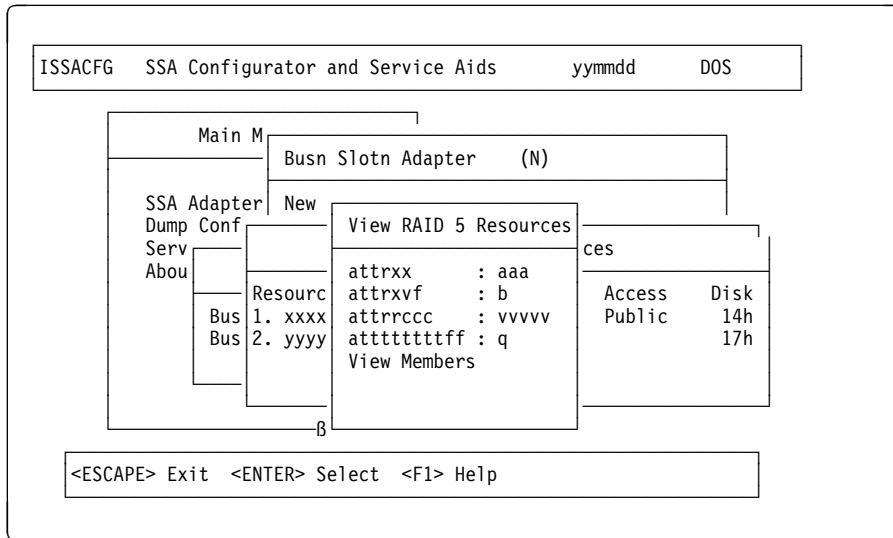 ISSACFG SSA Configurator and Service Aids yymmdd DOS
Main M
Busn Slotn Adapter (N)
SSA Adapter New
Dump Conf View RAID 5 Resources
Serv ces
Abou attrxx : aaa
Resourc attrxvf : b Access Disk
Bus 1. xxxx attrrccc : vvvvv Public 14h
Bus 2. yyyy attttttttff : q 17h
View Members
ß
<ESCAPE> Exit <ENTER> Select <F1> Help